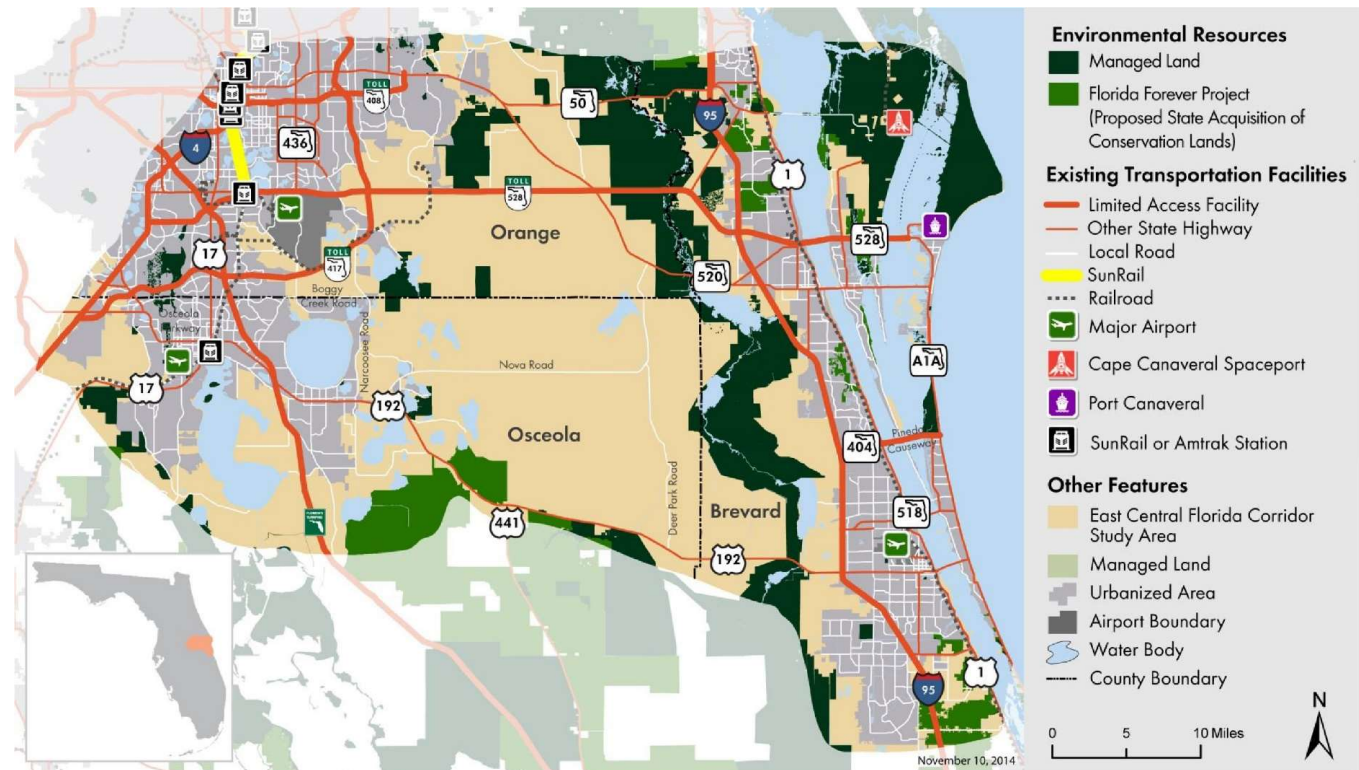 TOLL
408
50
95
436
4
1
TOLL
528
Orange
528
17
TOLL
417
520
Boggy
Creek Road
Osceola
Parkway
Narcoossee Road
Nova Road
A1A
17
192
Osceola
Pineda
Causeway
404
Deer Park Road
Brevard
518
441
192
1
95
November 10, 2014
Environmental Resources
Managed Land
Florida Forever Project
(Proposed State Acquisition of
Conservation Lands)
Existing Transportation Facilities
Limited Access Facility
Other State Highway
Local Road
SunRail
Railroad
Major Airport
Cape Canaveral Spaceport
Port Canaveral
SunRail or Amtrak Station
Other Features
East Central Florida Corridor
Study Area
Managed Land
Urbanized Area
Airport Boundary
Water Body
County Boundary
N
0 5 10 Miles